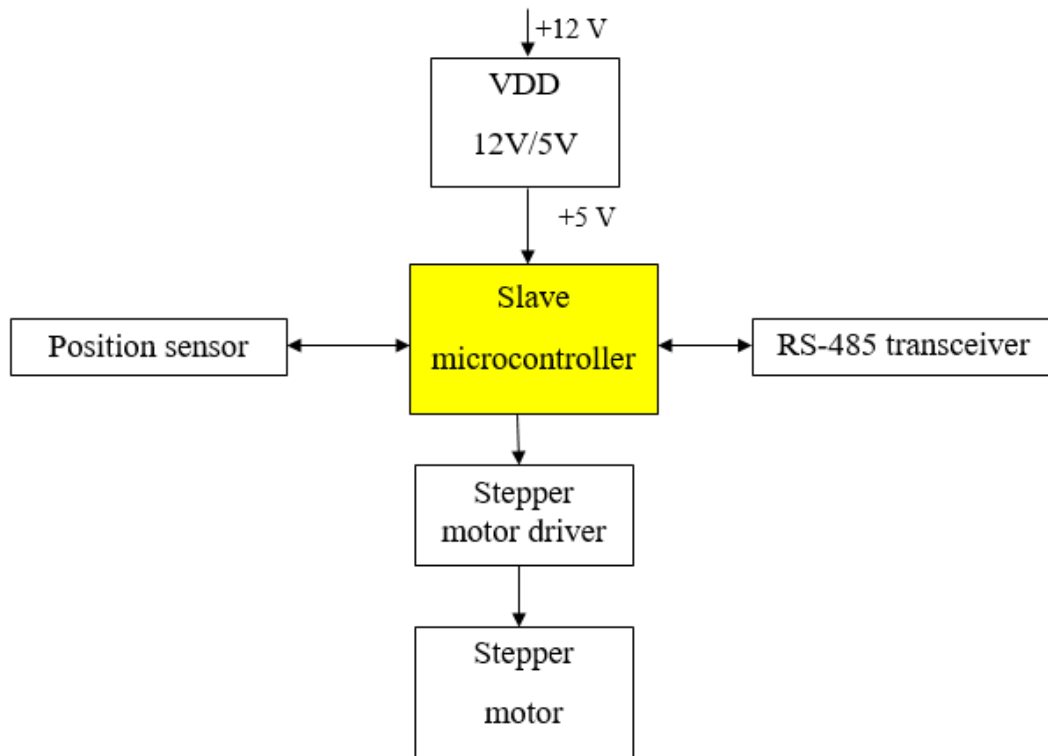 +12 V
VDD
12V/5V
+5 V
Slave
microcontroller
Position sensor
RS-485 transceiver
Stepper
motor driver
Stepper
motor